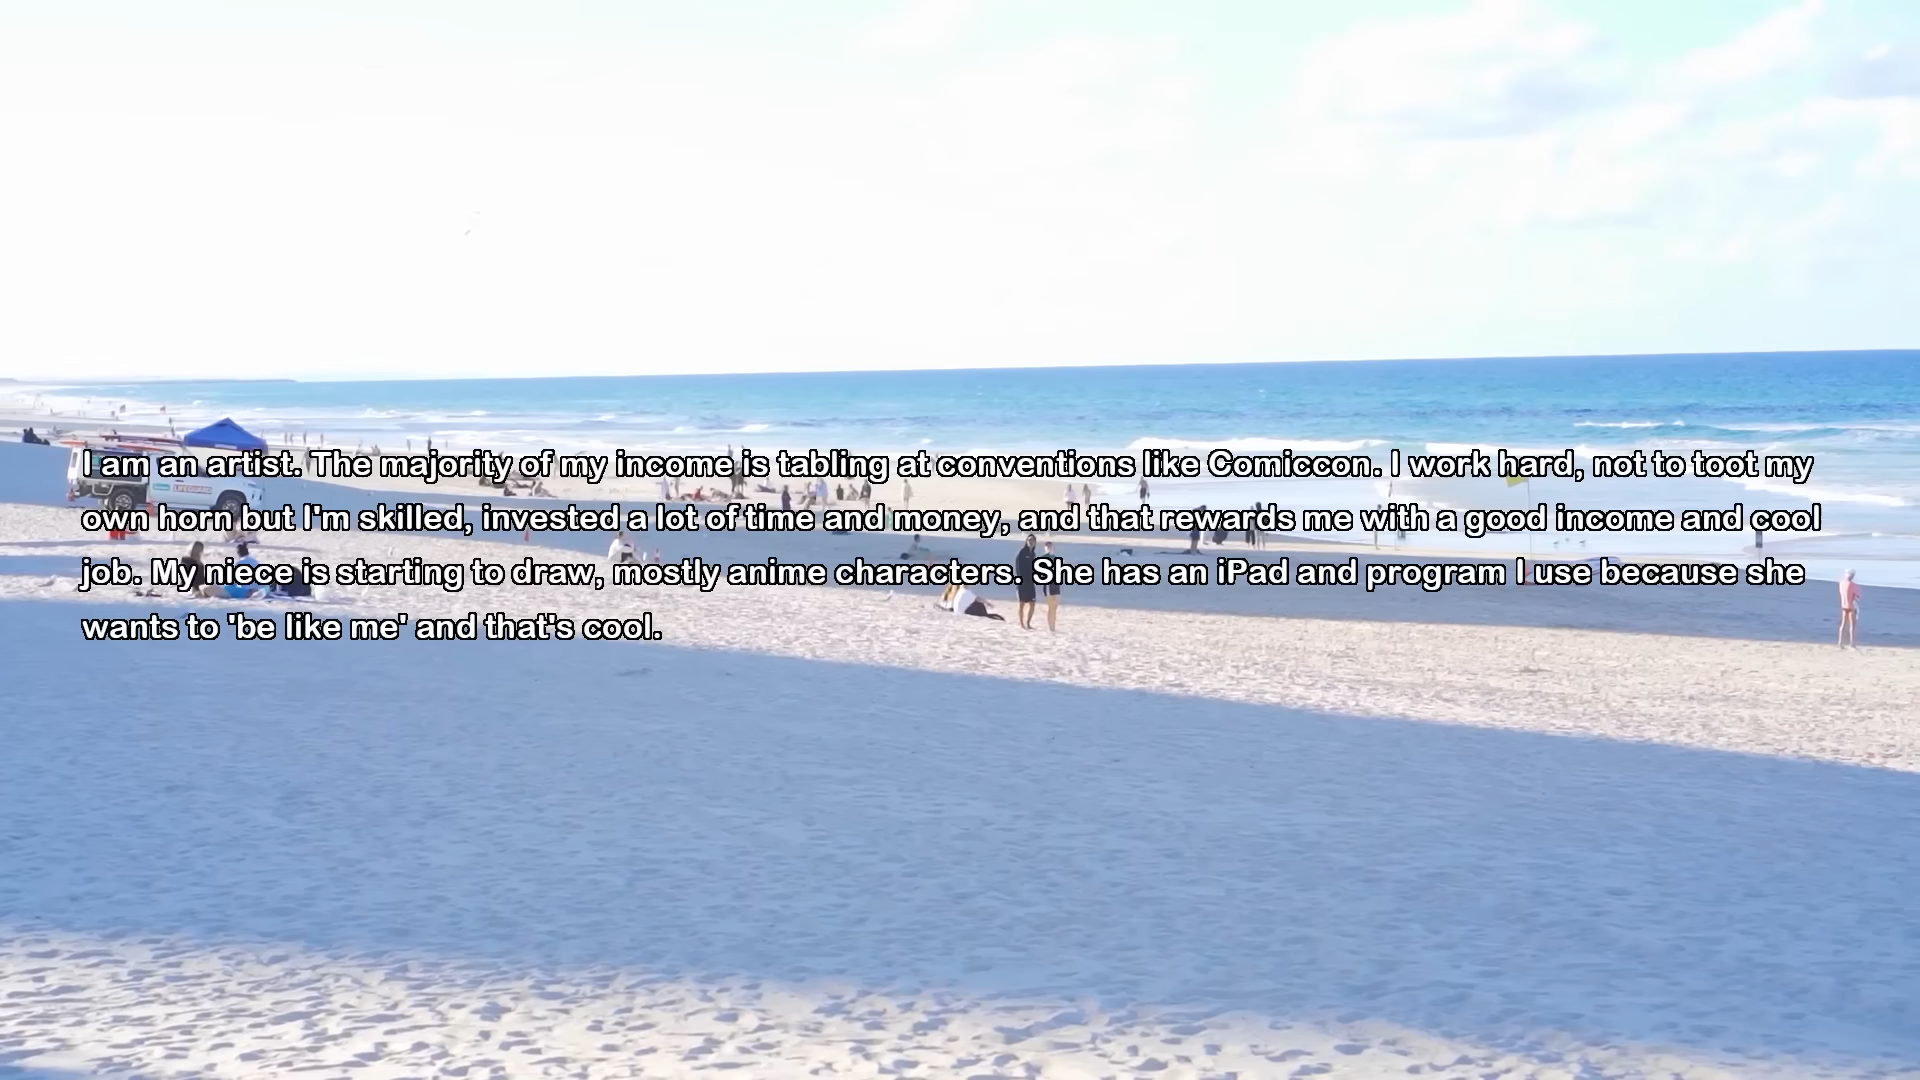 I am an artist. The majority of my income is tabling at conventions like Comiccon. I work hard, not to toot my
own horn but I'm skilled, invested a lot of time and money, and that rewards me with a good income and cool
job. My niece is starting to draw, mostly anime characters. She has an iPad and program I use because she
wants to 'be like me' and that's cool.
LIFEGUARD